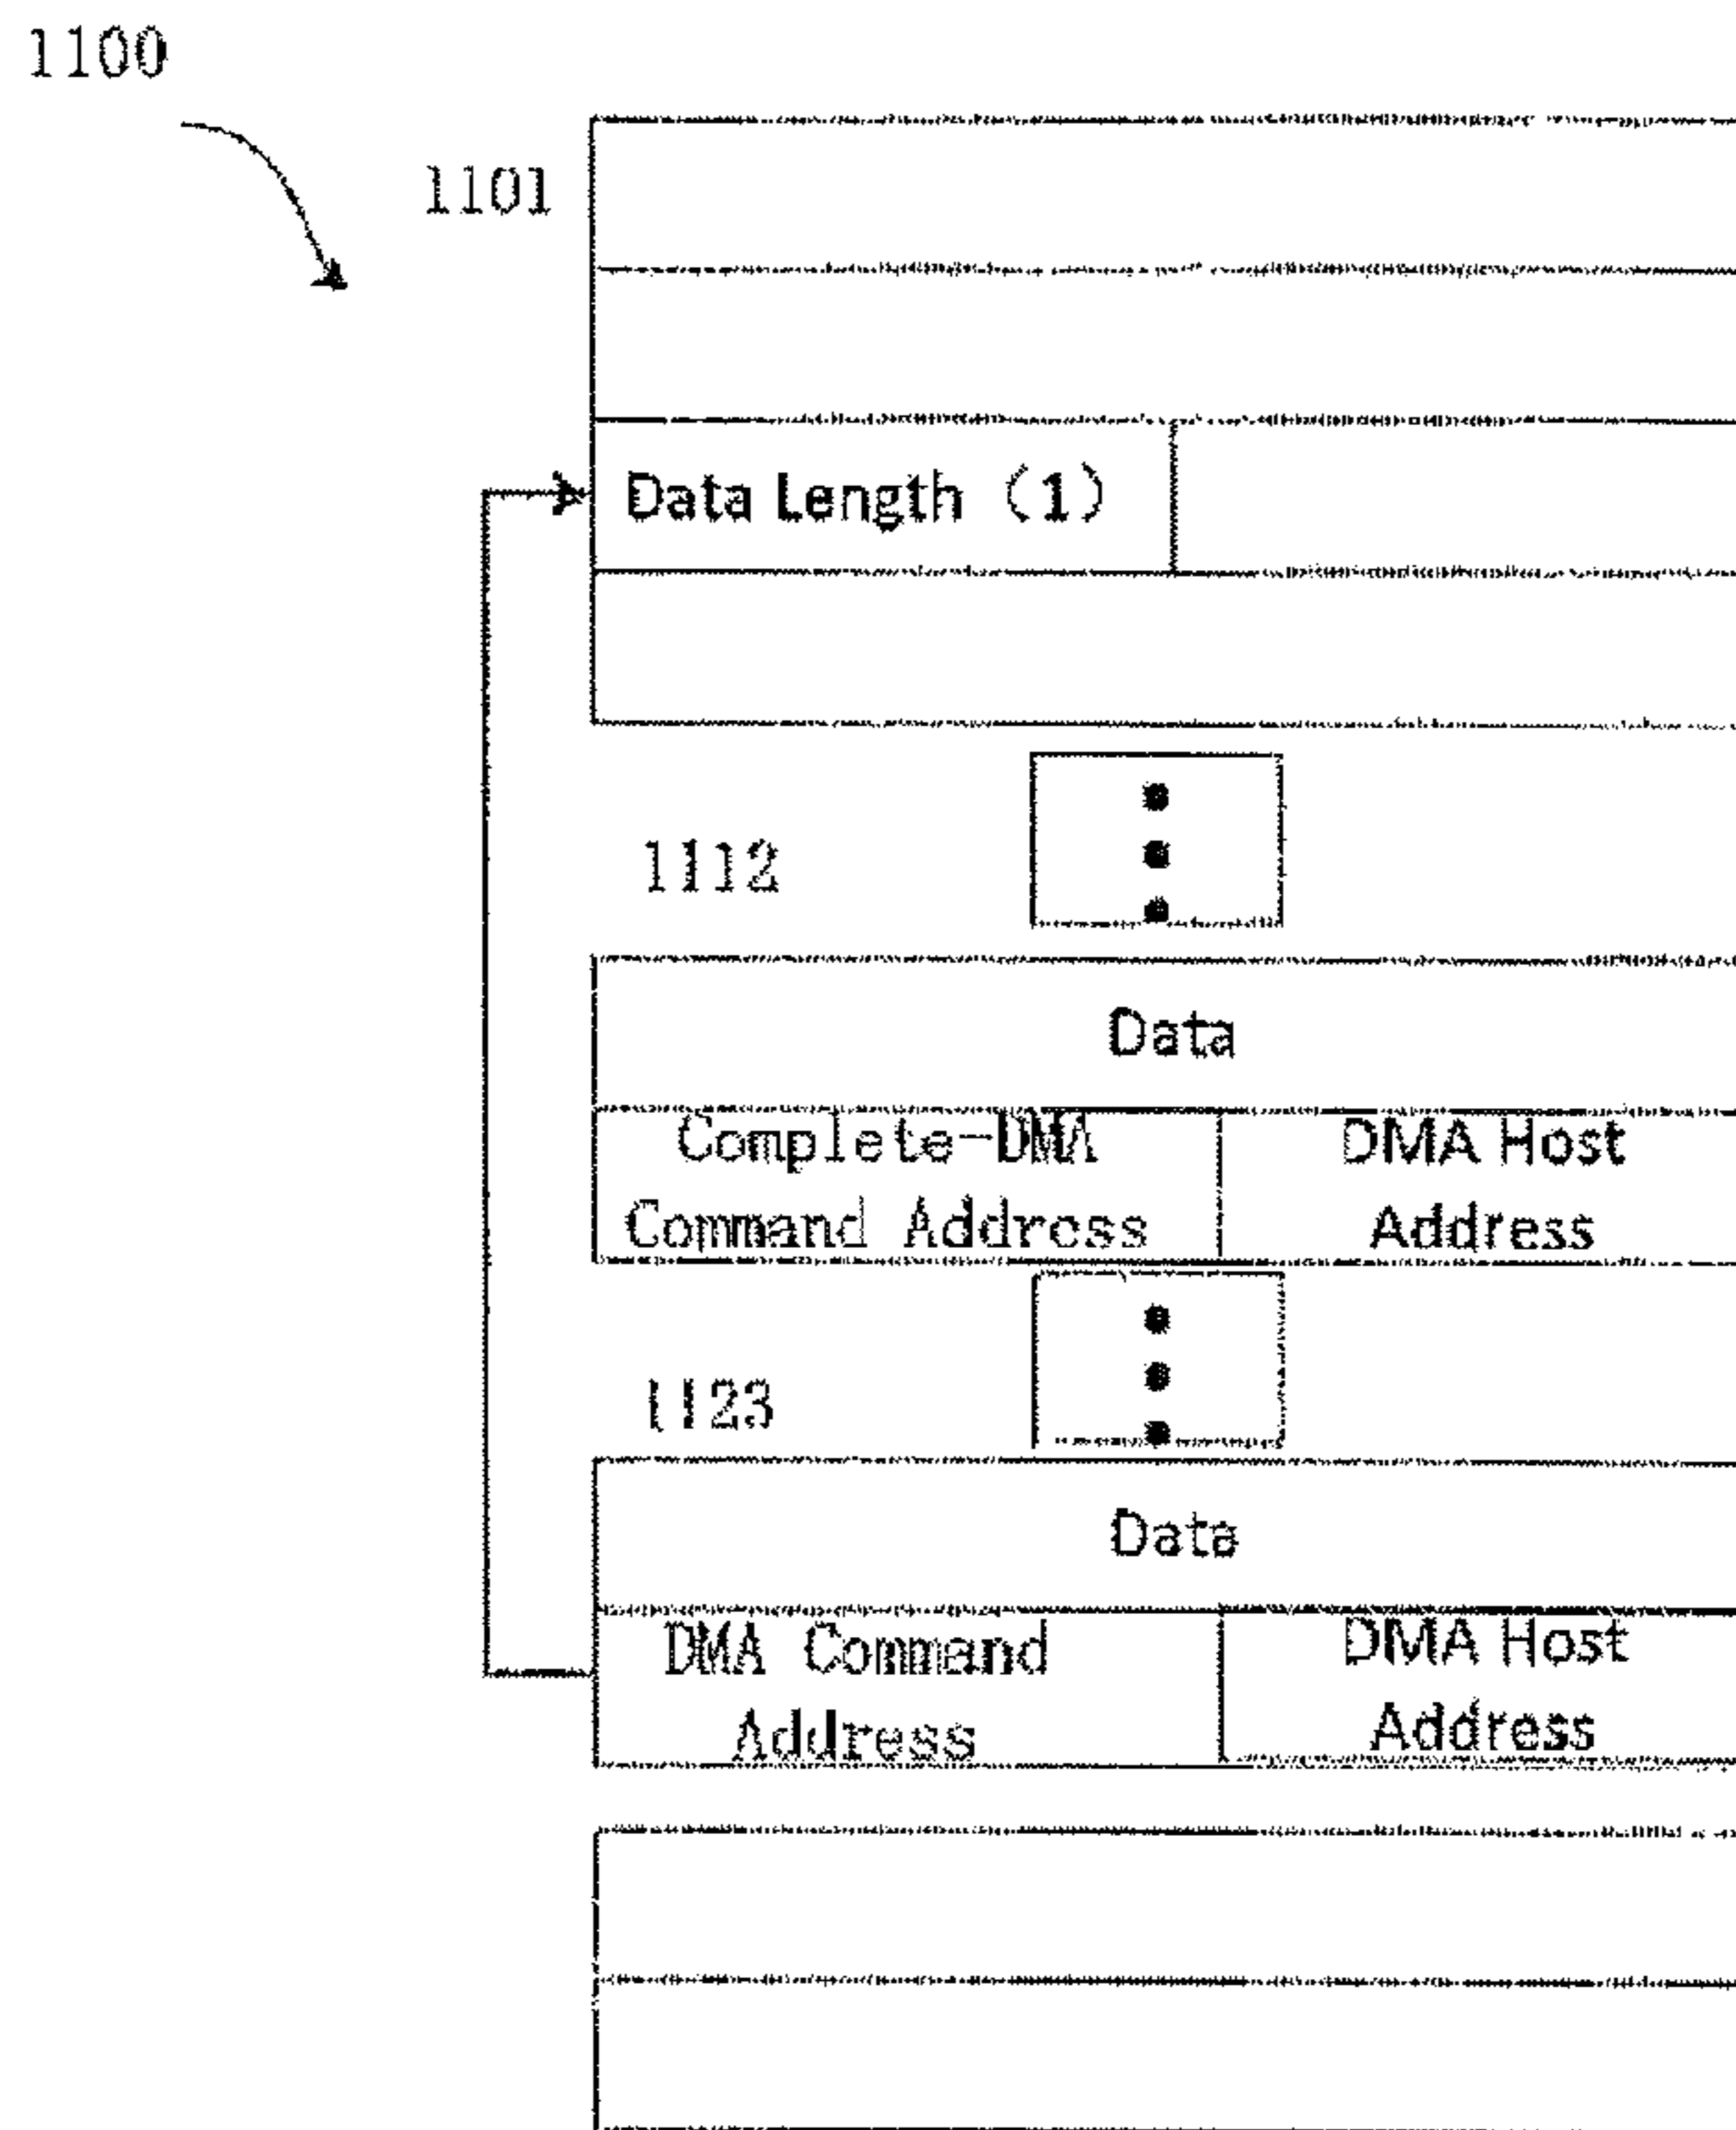 1100
1101
Data Length (1)
1112
Data
Complete-DMA
Command Address
DMA Host
Address
1123
Data
DMA Command
Address
DMA Host
Address